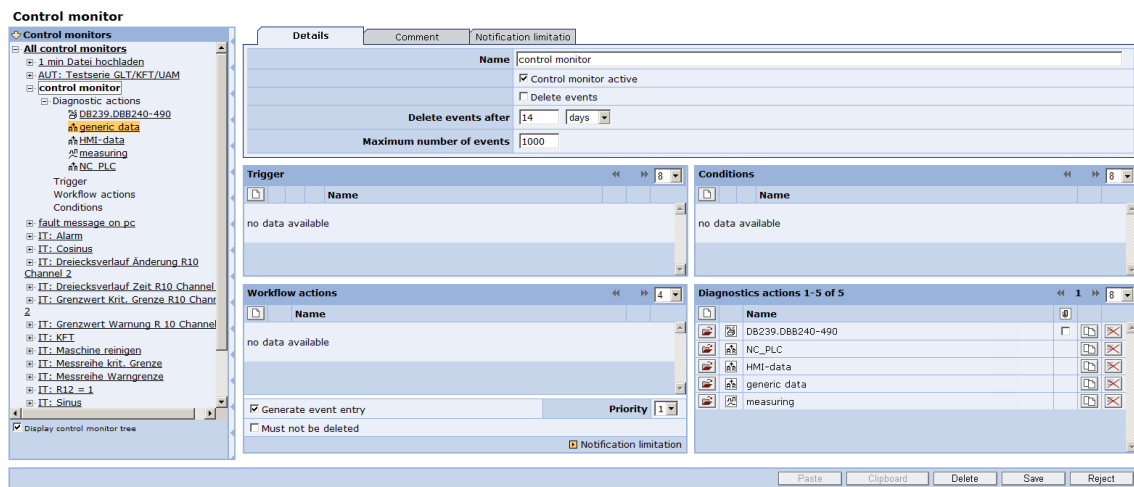 Control monitor
Control monitors
All control monitors
1 min Datei hochladen
AUT: Testserie GLT/KFT/UAM
control monitor
Diagnostic actions
DB239.DBB240-490
generic data
HMI-data
measuring
NC_PLC
Trigger
Workflow actions
Conditions
fault message on pc
IT: Alarm
IT: Cosinus
IT: Dreiecksverlauf Änderung R10
Channel 2
IT: Dreiecksverlauf Zeit R10 Channel
IT: Grenzwert Krit. Grenze R10 Chanr
2
IT: Grenzwert Warnung R 10 Channel
IT: KFT
IT: Maschine reinigen
IT: Messreihe krit. Grenze
IT: Messreihe Warngrenze
IT: R12 = 1
IT: Sinus
Display control monitor tree
Details Comment Notification limitatio
Name control monitor
Control monitor active
Delete events
Delete events after 14 days
Maximum number of events 1000
Trigger 8
Name
no data available
Conditions 8
Name
no data available
Workflow actions 4
Name
no data available
Generate event entry Priority 1
Must not be deleted
Notification limitation
Diagnostics actions 1-5 of 5 1 8
Name
DB239.DBB240-490
NC_PLC
HMI-data
generic data
measuring
Paste Clipboard Delete Save Reject